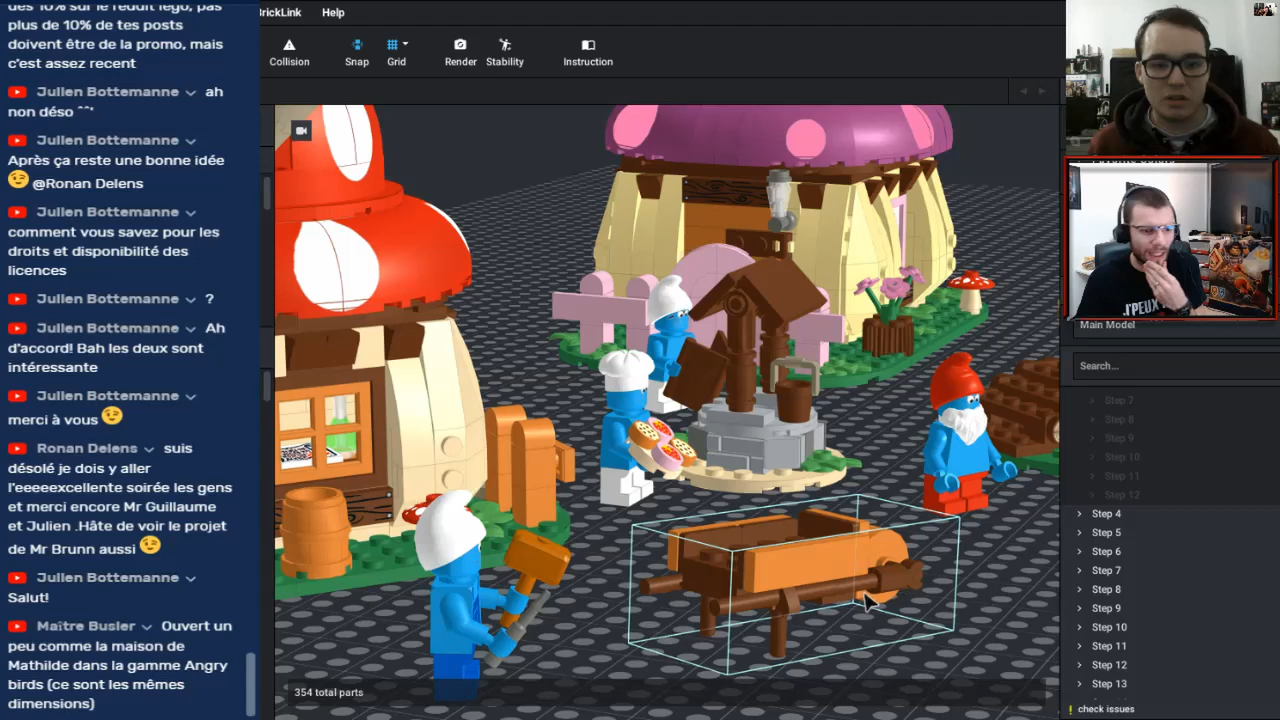 des 10% sur le reduit lego, pas
plus de 10% de tes posts
doivent être de la promo, mais
c'est assez recent
Julien Bottemanne ah
non déso ^^'
Julien Bottemanne
Après ça reste une bonne idée
@Ronan Delens
Julien Bottemanne
comment vous savez pour les
droits et disponibilité des
licences
Julien Bottemanne ?
Julien Bottemanne Ah
d'accord! Bah les deux sont
intéressante
Julien Bottemanne
merci à vous
Ronan Delens suis
désolé je dois y aller
l'eeeeexcellente soirée les gens
et merci encore Mr Guillaume
et Julien .Hâte de voir le projet
de Mr Brunn aussi
Julien Bottemanne
Salut!
Maître Busier Ouvert un
peu comme la maison de
Mathilde dans la gamme Angry
birds (ce sont les mêmes
dimensions)
BrickLink Help
Collision Snap Grid Render Stability Instruction
354 total parts
J'PEUX
Main Model
Search...
Step 7
Step 8
Step 9
Step 10
Step 11
Step 12
Step 4
Step 5
Step 6
Step 7
Step 8
Step 9
Step 10
Step 11
Step 12
Step 13
check issues